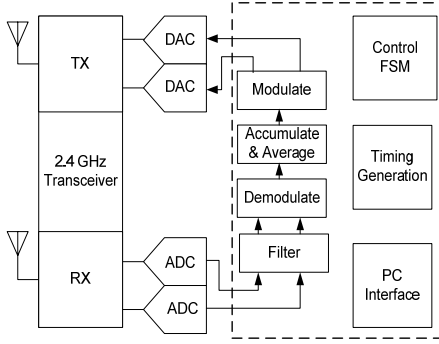 TX
DAC
DAC
2.4 GHz
Transceiver
RX
ADC
ADC
Modulate
Accumulate
& Average
Demodulate
Filter
Control
FSM
Timing
Generation
PC
Interface